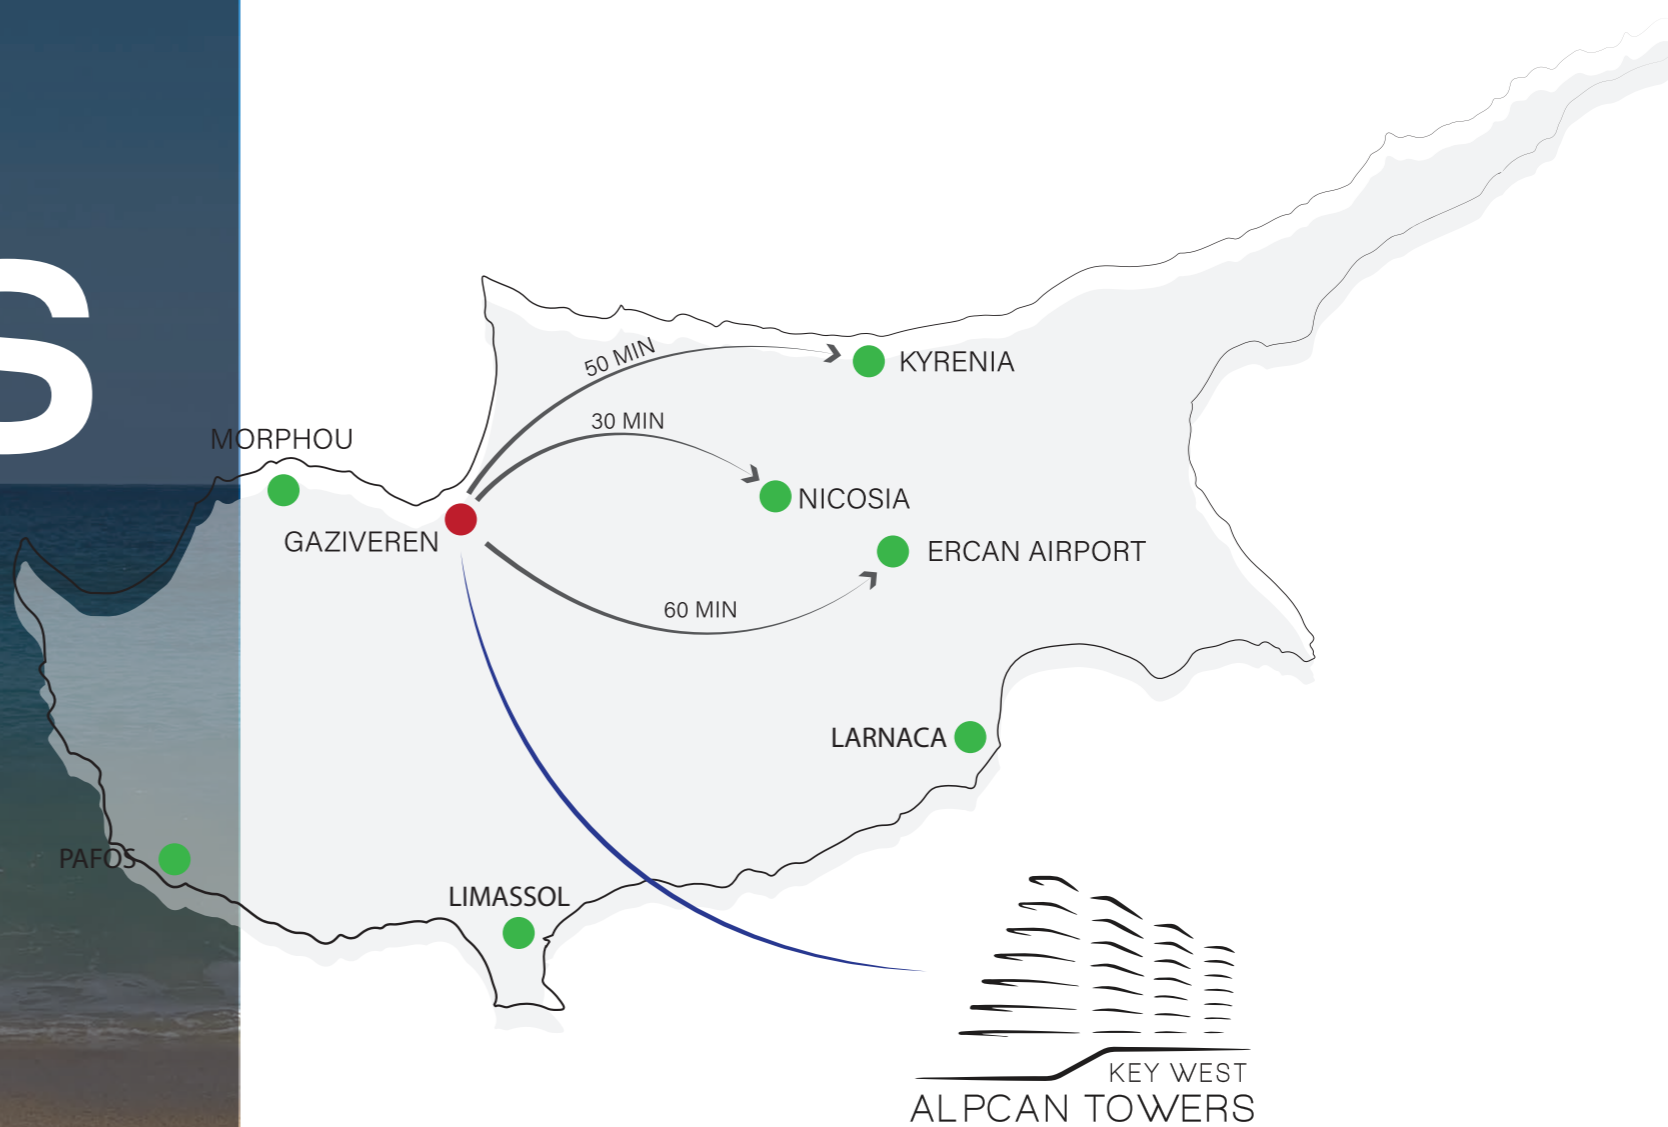 S
50 MIN
KYRENIA
30 MIN
MORPHOU
NICOSIA
GAZIVEREN
ERCAN AIRPORT
60 MIN
LARNACA
PAFOS
LIMASSOL
KEY WEST
ALPCAN TOWERS